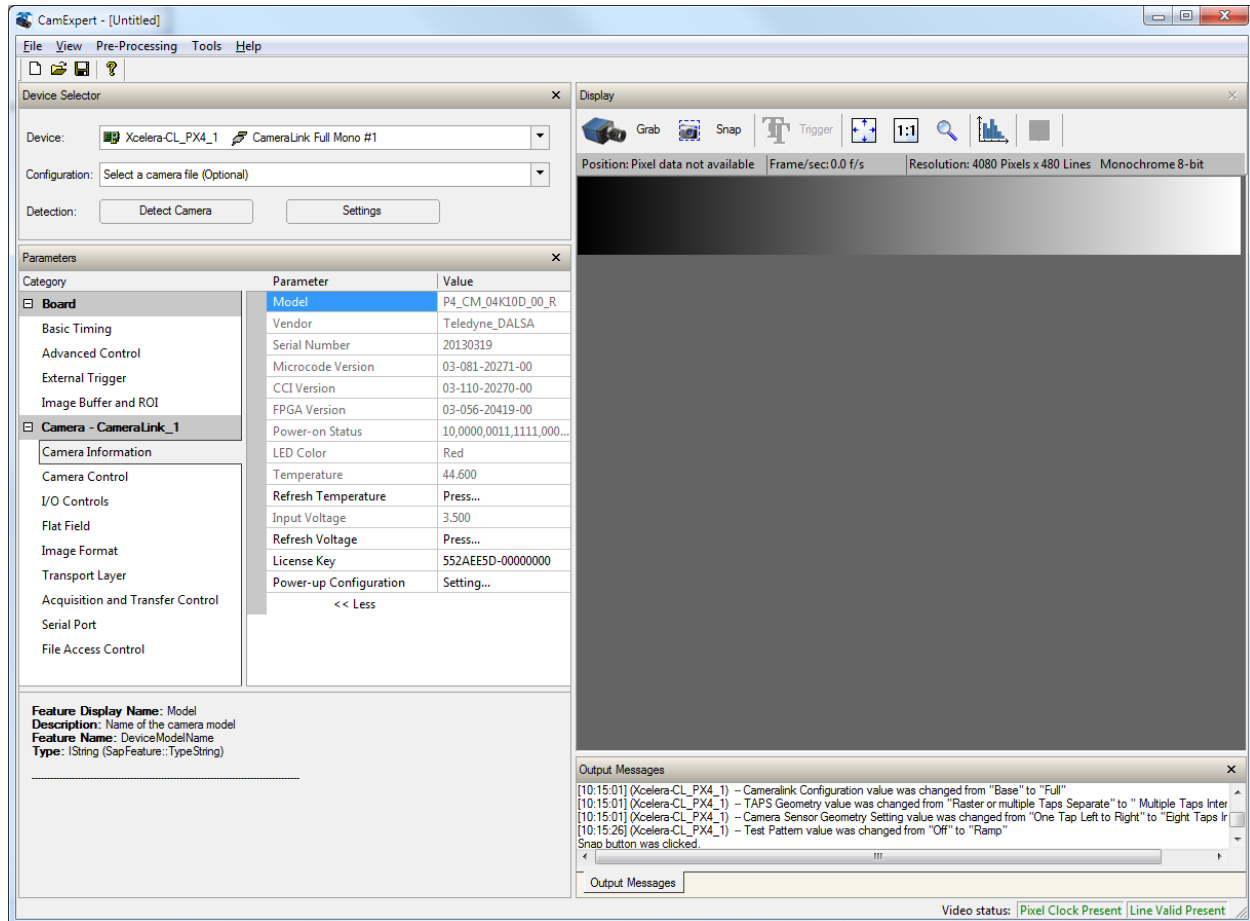 CamExpert - [Untitled]
File View Pre-Processing Tools Help
Device Selector
Device: Xcelera-CL_PX4_1 CameraLink Full Mono #1
Configuration: Select a camera file (Optional)
Detection: Detect Camera Settings
Parameters
Category
Board
Basic Timing
Advanced Control
External Trigger
Image Buffer and ROI
Camera - CameraLink_1
Camera Information
Camera Control
I/O Controls
Flat Field
Image Format
Transport Layer
Acquisition and Transfer Control
Serial Port
File Access Control
Parameter Value
Model P4_CM_04K10D_00_R
Vendor Teledyne_DALSA
Serial Number 20130319
Microcode Version 03-081-20271-00
CCI Version 03-110-20270-00
FPGA Version 03-056-20419-00
Power-on Status 10,0000,0011,1111,000...
LED Color Red
Temperature 44.600
Refresh Temperature Press...
Input Voltage 3.500
Refresh Voltage Press...
License Key 552AEE5D-00000000
Power-up Configuration Setting...
<< Less
Feature Display Name: Model
Description: Name of the camera model
Feature Name: DeviceModelName
Type: IString (SapFeature::TypeString)
Display
Grab Snap Trigger 1:1
Position: Pixel data not available Frame/sec: 0.0 f/s Resolution: 4080 Pixels x 480 Lines Monochrome 8-bit
Output Messages
[10:15:01] (Xcelera-CL_PX4_1) -- Cameralink Configuration value was changed from "Base" to "Full"
[10:15:01] (Xcelera-CL_PX4_1) -- TAPS Geometry value was changed from "Raster or multiple Taps Separate" to " Multiple Taps Inter
[10:15:01] (Xcelera-CL_PX4_1) -- Camera Sensor Geometry Setting value was changed from "One Tap Left to Right" to "Eight Taps Ir
[10:15:26] (Xcelera-CL_PX4_1) -- Test Pattern value was changed from "Off" to "Ramp"
Snap button was clicked.
Output Messages
Video status: Pixel Clock Present Line Valid Present